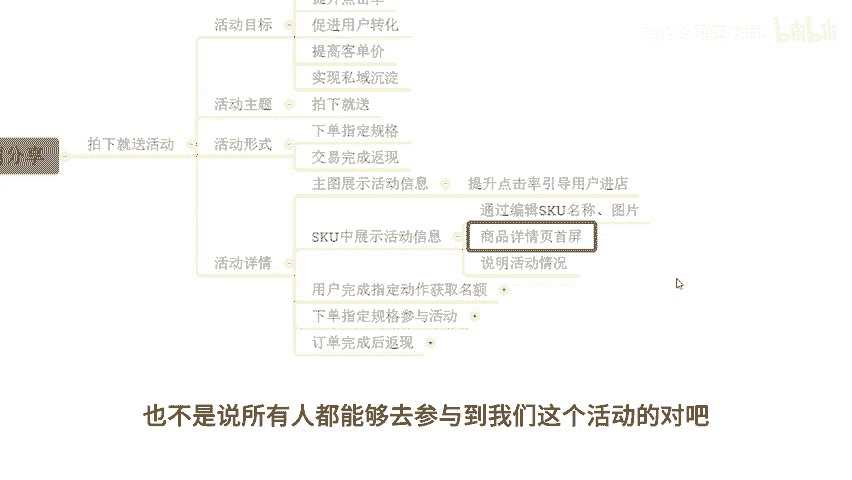 提升点击率
活动目标
促进用户转化
提高客单价
实现私域沉淀
活动主题
拍下就送
下单指定规格
拍下就送活动
活动形式
交易完成返现
主图展示活动信息
提升点击率引导用户进店
通过编辑SKU名称、图片
SKU中展示活动信息
商品详情页首屏
活动详情
说明活动情况
用户完成指定动作获取名额
下单指定规格参与活动
订单完成后返现
也不是说所有人都能够去参与到我们这个活动的对吧
bilibili